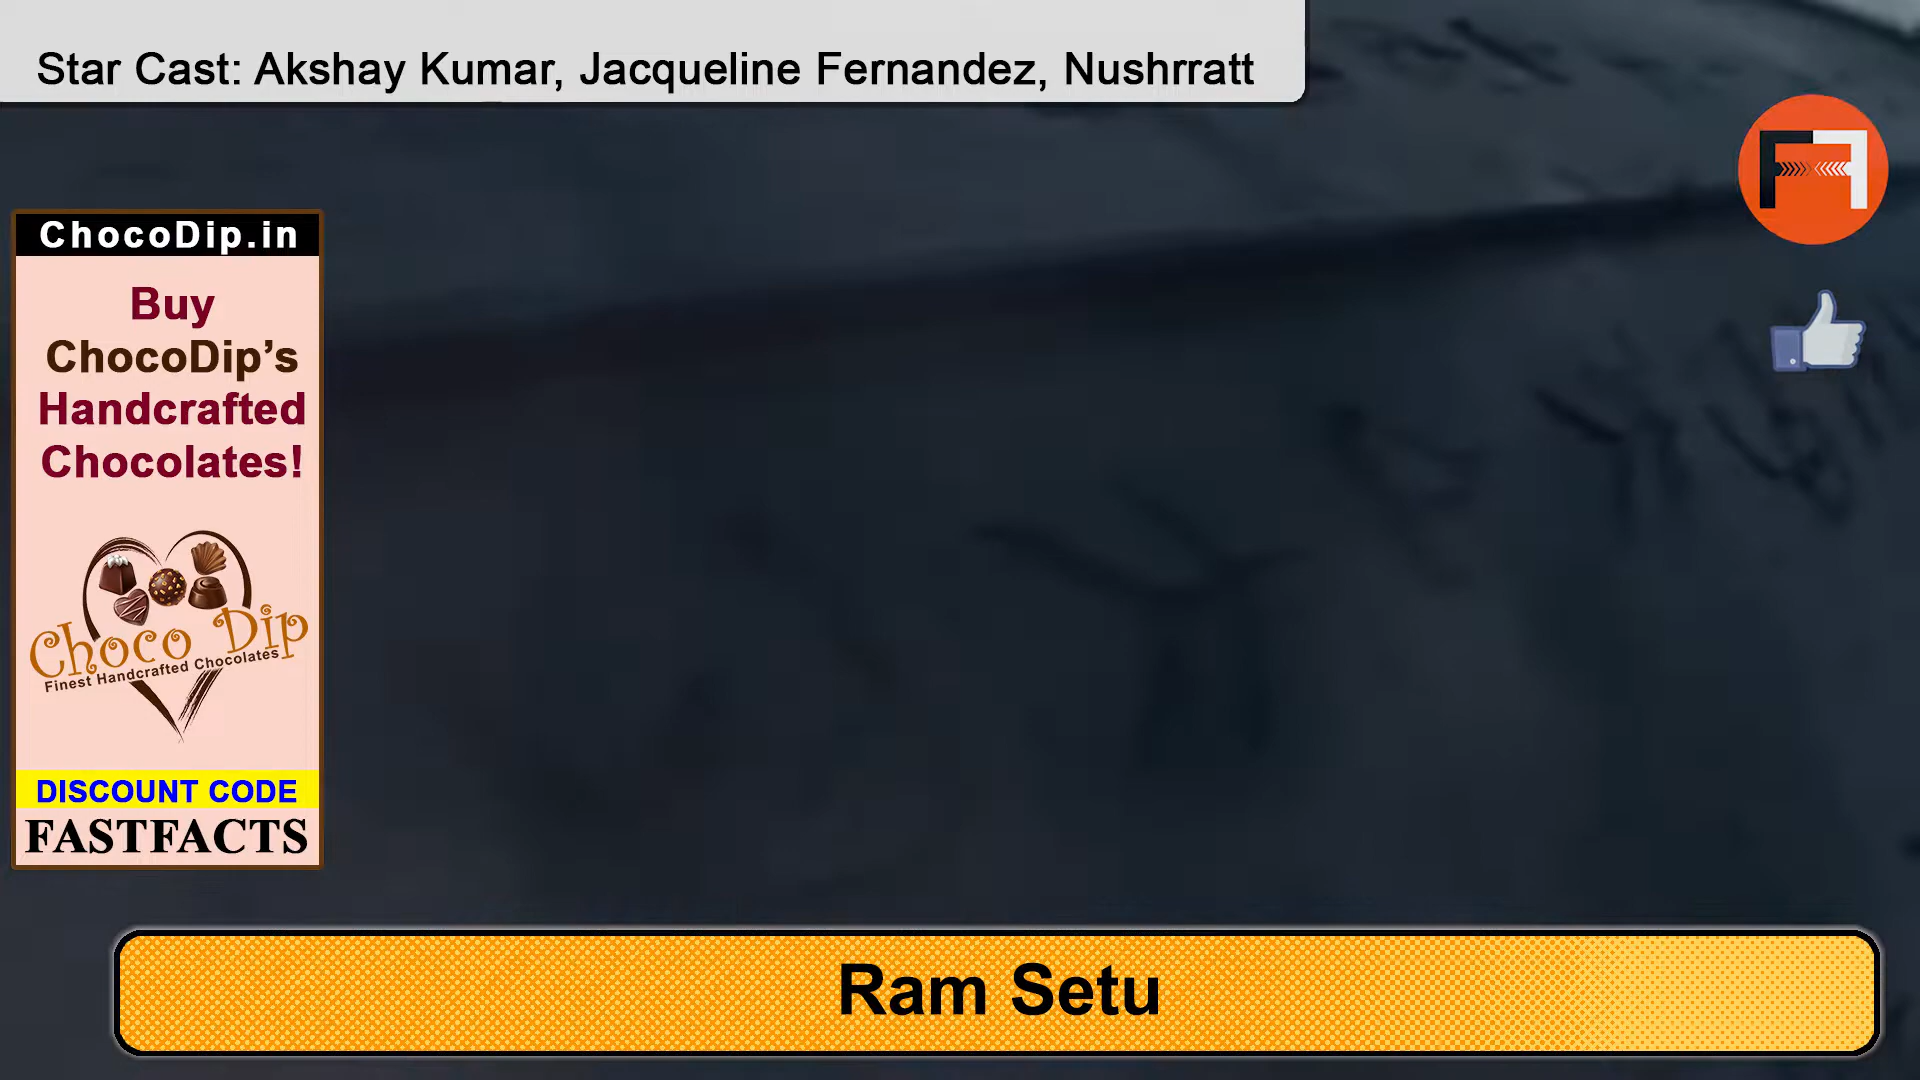 Star Cast: Akshay Kumar, Jacqueline Fernandez, Nushrratt
ChocoDip.in
Buy
ChocoDip’s
Handcrafted
Chocolates!
Choco Dip
Finest Handcrafted Chocolates
DISCOUNT CODE
FASTFACTS
Ram Setu